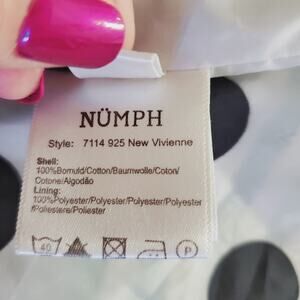 NÜMPH
Style: 7114 925 New Vivienne
Shell:
100%Bomuld/Cotton/Baumwolle/Coton/
Cotone/Algodão
Lining:
100%Polyester/Polyester/Polyester/Polyester
/Poliestere/Poliester
40 P